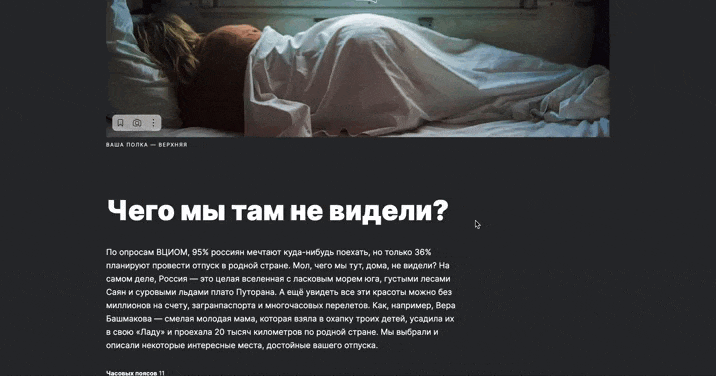 ВАША ПОЛКА — ВЕРХНЯЯ
Чего мы там не видели?
По опросам ВЦИОМ, 95% россиян мечтают куда-нибудь поехать, но только 36%
планируют провести отпуск в родной стране. Мол, чего мы тут, дома, не видели? На
самом деле, Россия — это целая вселенная с ласковым морем юга, густыми лесами
Саян и суровыми льдами плато Путорана. А ещё увидеть все эти красоты можно без
миллионов на счету, загранпаспорта и многочасовых перелетов. Как, например, Вера
Башмакова — смелая молодая мама, которая взяла в охапку троих детей, усадила их
в свою «Ладу» и проехала 20 тысяч километров по родной стране. Мы выбрали и
описали некоторые интересные места, достойные вашего отпуска.
Часовых поясов 11